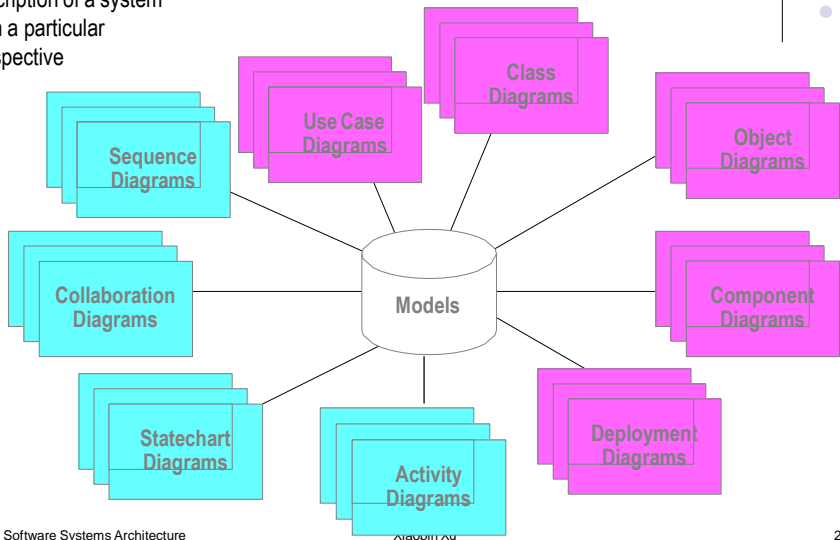 cription of a system
a particular
spective
Class
Diagrams
Use Case
Diagrams
Object
Diagrams
Sequence
Diagrams
Collaboration
Diagrams
Models
Component
Diagrams
Statechart
Diagrams
Deployment
Diagrams
Activity
Diagrams
Software Systems Architecture
Xiaobin Xu
2